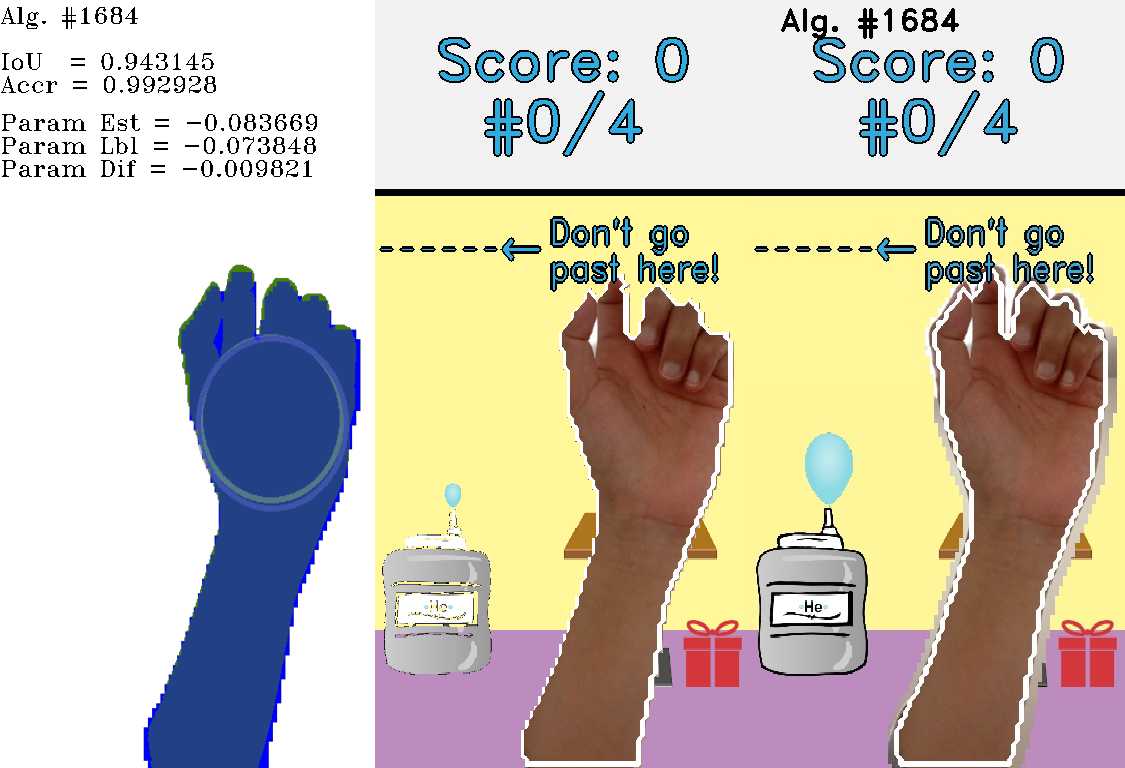 Alg. #1684
IoU = 0.943145
Accr = 0.992928
Param Est = −0.083669
Param Lbl = −0.073848
Param Dif = −0.009821
Score: 0
#0/4
Don't go
past here!
He
Alg. #1684
Score: 0
#0/4
Don't go
past here!
He